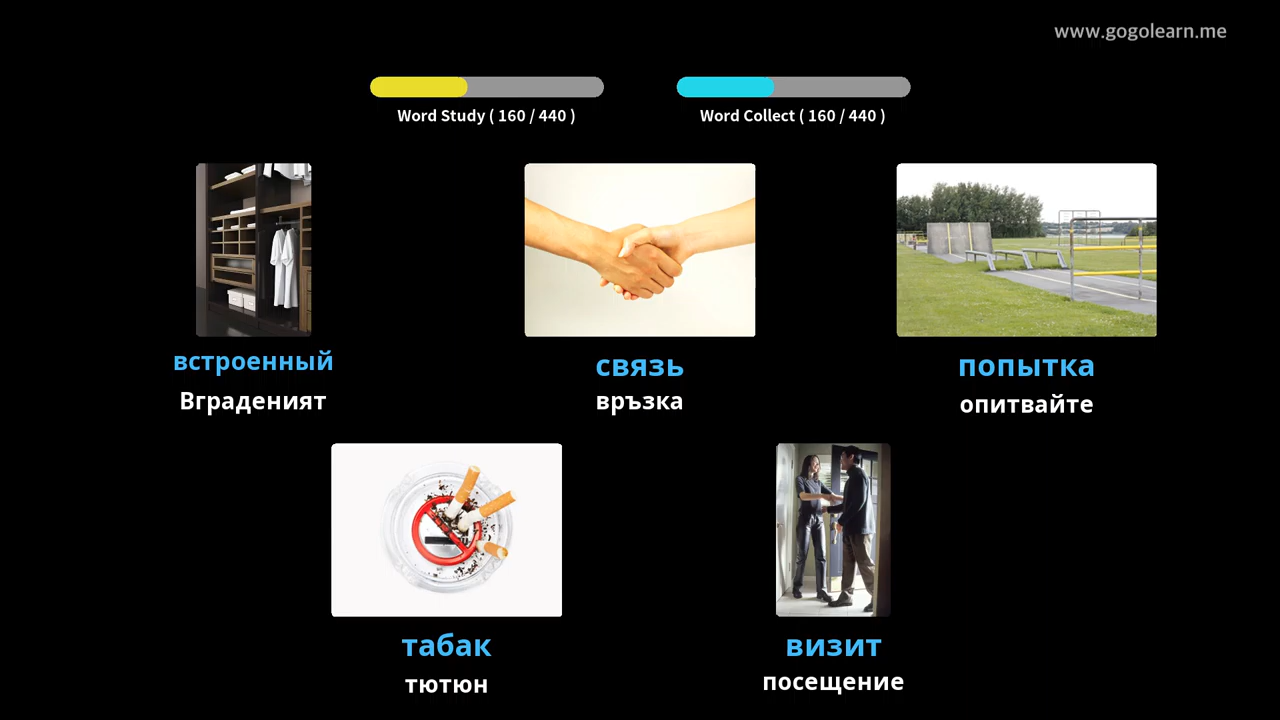 www.gogolearn.me
Word Study ( 160 / 440 )
Word Collect ( 160 / 440 )
встроенный
Вграденият
связь
връзка
попытка
опитвайте
табак
тютюн
визит
посещение